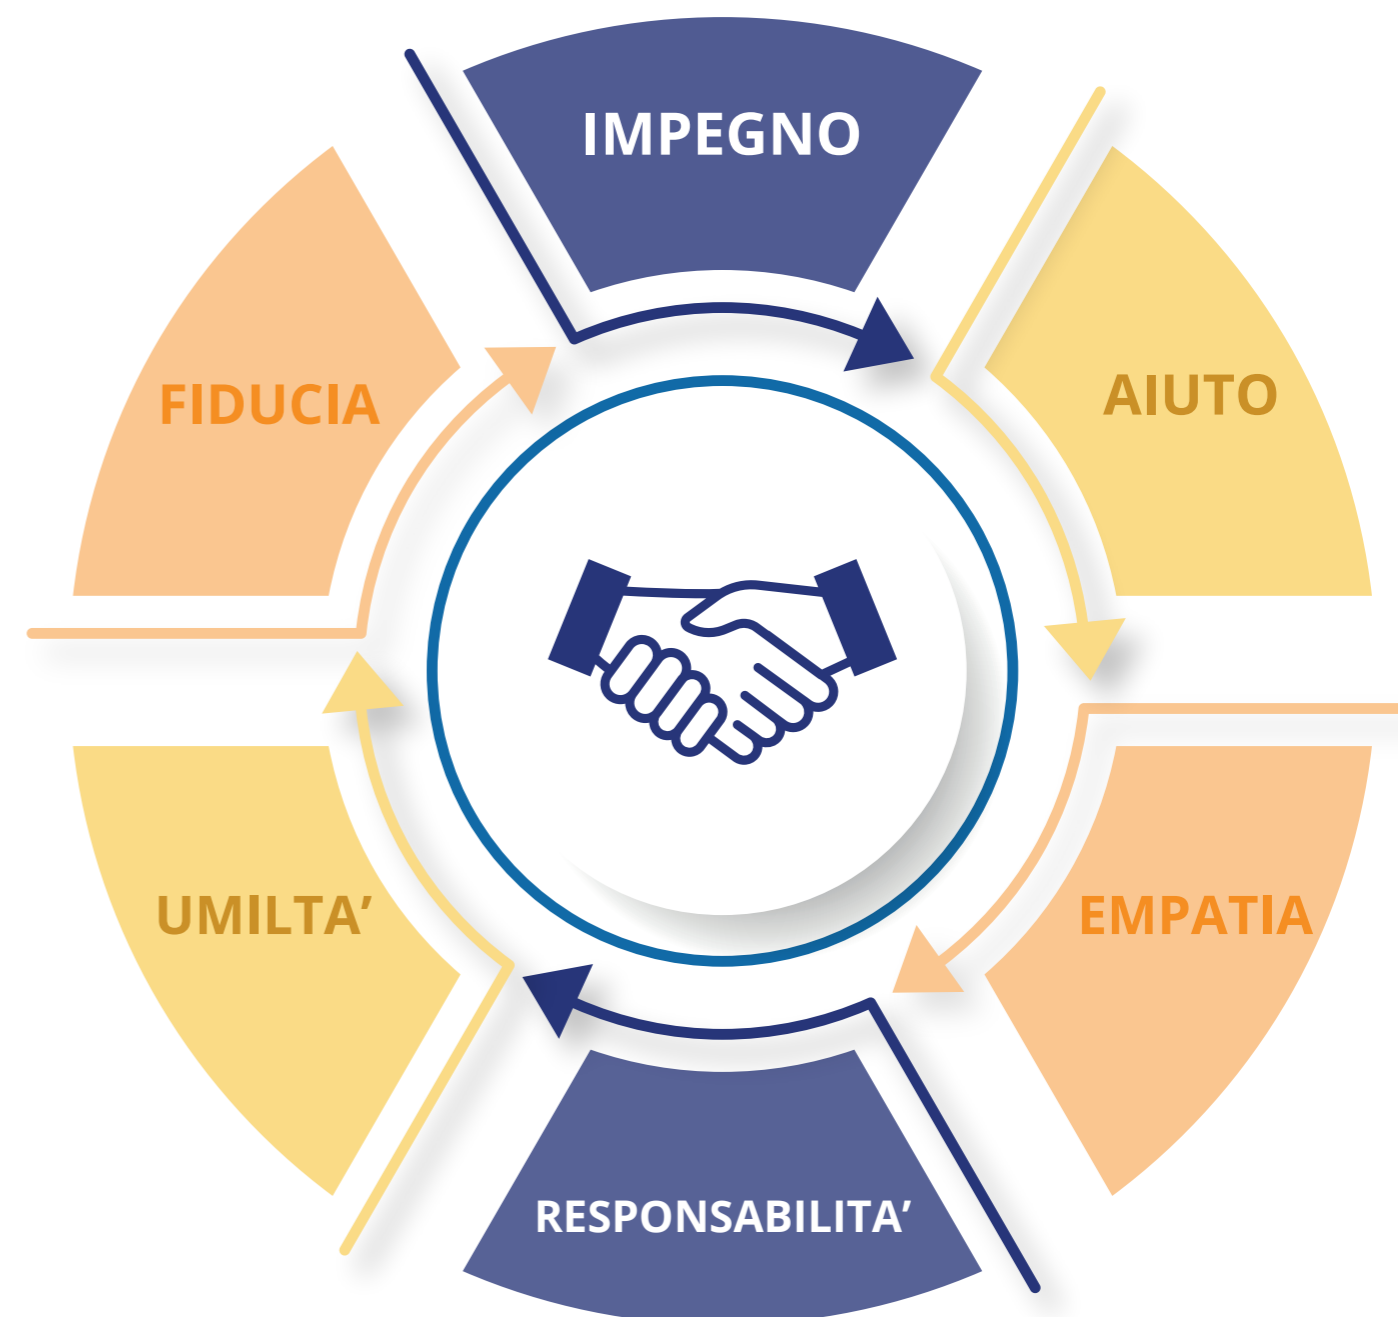 IMPEGNO
AIUTO
EMPATIA
RESPONSABILITA’
UMILTA’
FIDUCIA